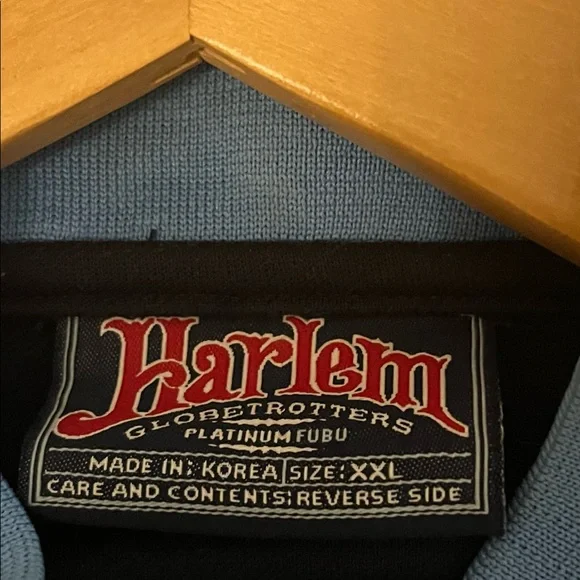 Harlem
GLOBETROTTERS
PLATINUM FUBU
MADE IN: KOREA SIZE: XXL
CARE AND CONTENTS: REVERSE SIDE